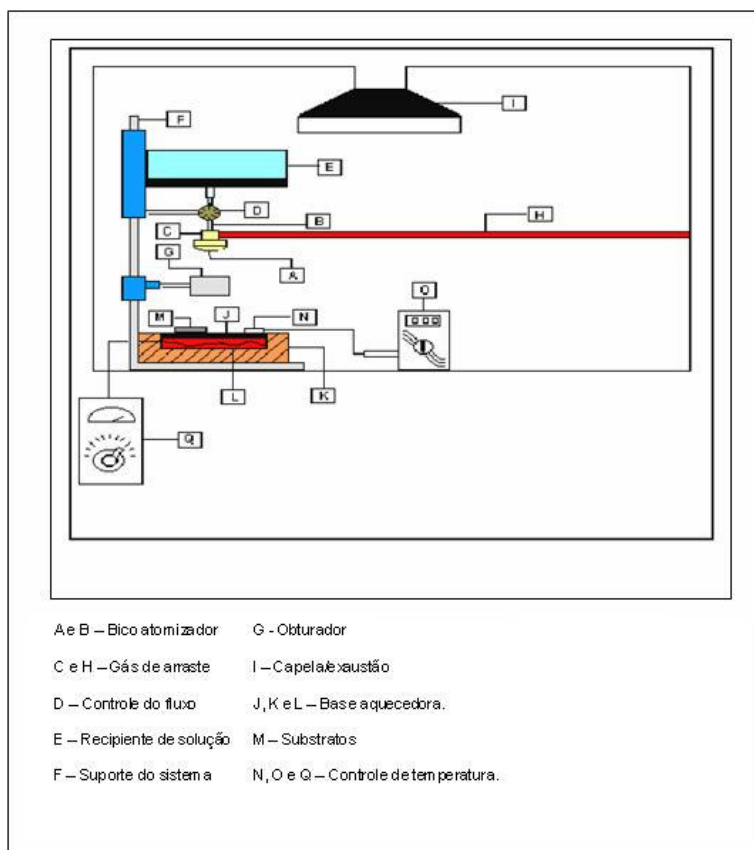 F
I
E
D
B
C
H
G
A
O
M
J
N
L
K
Q
A e B – Bico atomizador
G - Obturador
C e H – Gás de arraste
I – Capela/exaustão
D – Controle do fluxo
J, K e L – Base aquecedora.
E – Recipiente de solução
M – Substratos
F – Suporte do sistema
N, O e Q – Controle de temperatura.